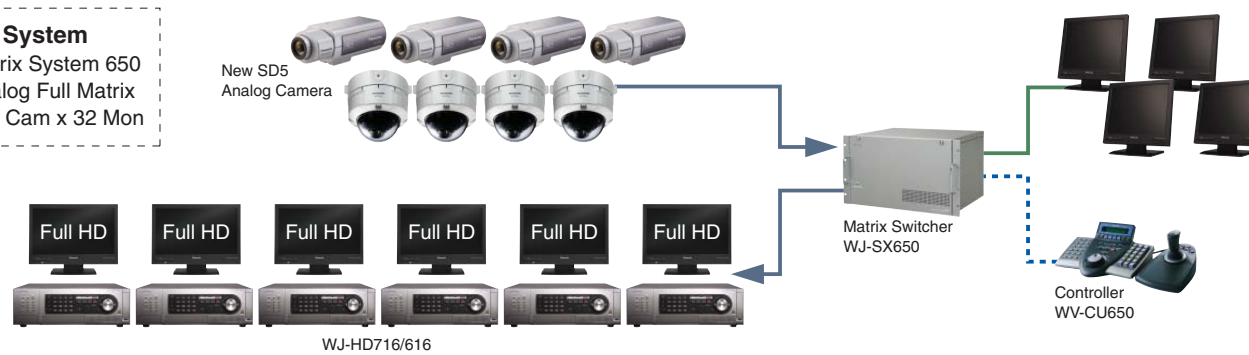 System
rix System 650
log Full Matrix
Cam x 32 Mon
New SD5
Analog Camera
Full HD
Full HD
Full HD
Full HD
Full HD
Full HD
WJ-HD716/616
Matrix Switcher
WJ-SX650
Controller
WV-CU650